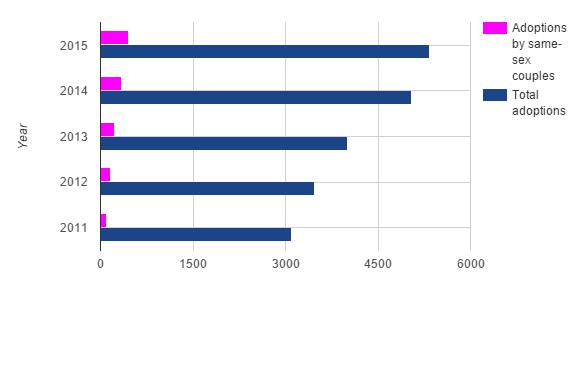 Adoptions
by same-
sex
couples
Total
adoptions
Year
2015
2014
2013
2012
2011
0 1500 3000 4500 6000